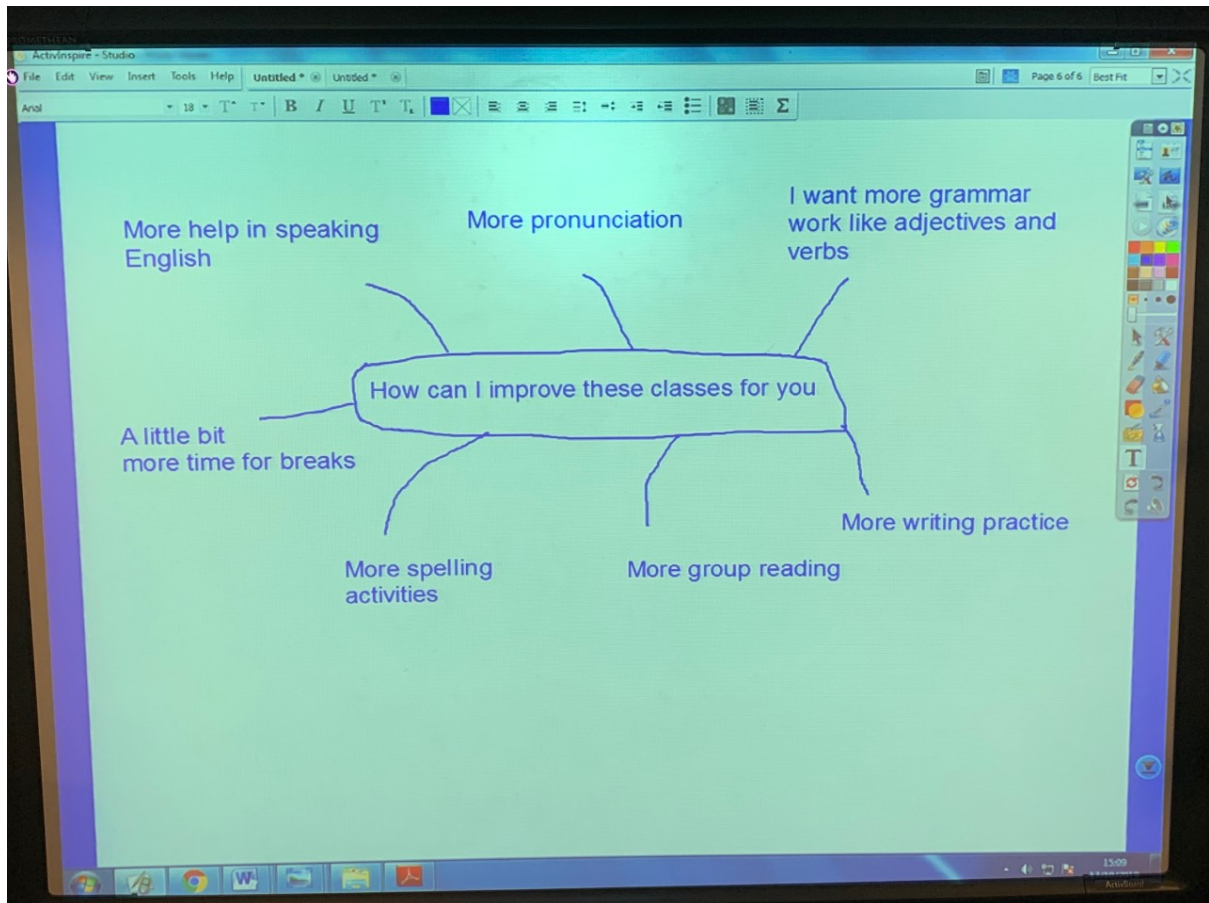 ActivInspire - Studio
File Edit View Insert Tools Help Untitled * Untitled * Page 6 of 6 Best Fit
Arial 18 B I U T T Σ
I want more grammar
work like adjectives and
verbs
More pronunciation
More help in speaking
English
How can I improve these classes for you
A little bit
more time for breaks
More writing practice
More spelling
activities
More group reading
T
W
15:09